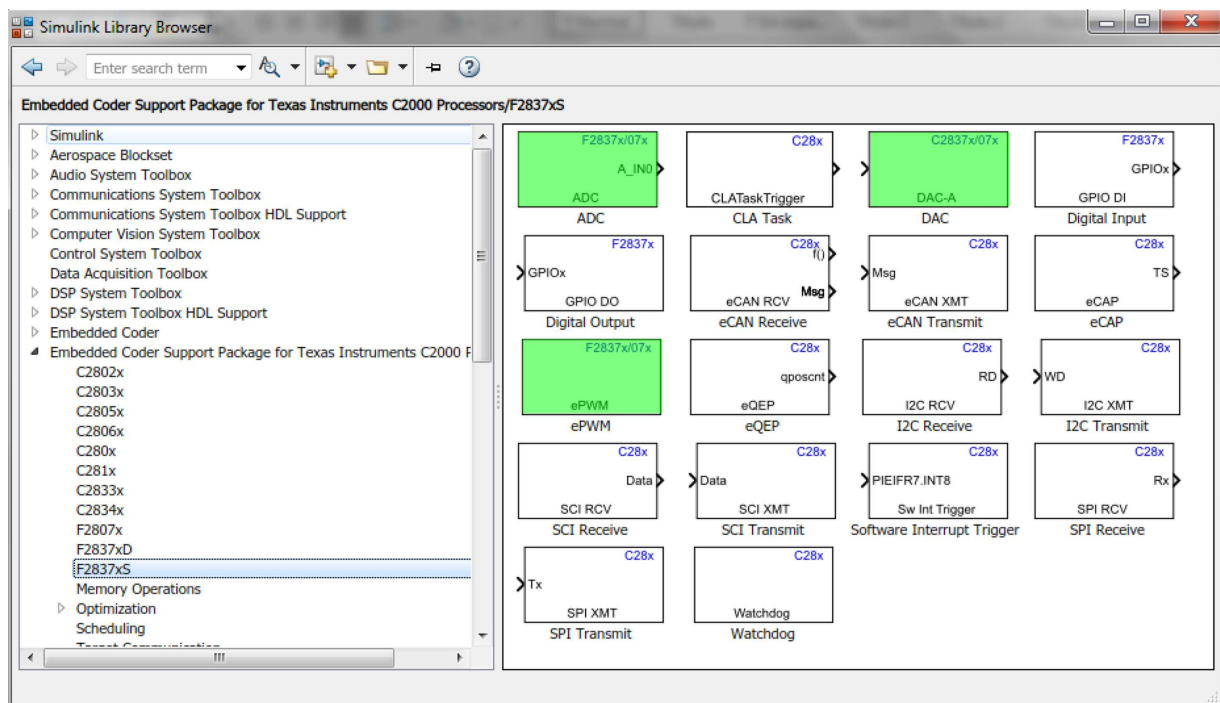 Simulink Library Browser
Enter search term
Embedded Coder Support Package for Texas Instruments C2000 Processors/F2837xS
Simulink
Aerospace Blockset
Audio System Toolbox
Communications System Toolbox
Communications System Toolbox HDL Support
Computer Vision System Toolbox
Control System Toolbox
Data Acquisition Toolbox
DSP System Toolbox
DSP System Toolbox HDL Support
Embedded Coder
Embedded Coder Support Package for Texas Instruments C2000 P
C2802x
C2803x
C2805x
C2806x
C280x
C281x
C2833x
C2834x
F2807x
F2837xD
F2837xS
Memory Operations
Optimization
Scheduling
Target Communication
F2837x/07x
A_IN0
ADC
ADC
C28x
CLATaskTrigger
CLA Task
C2837x/07x
DAC-A
DAC
F2837x
GPIOx
GPIO DI
Digital Input
F2837x
GPIOx
GPIO DO
Digital Output
C28x
f()
Msg
eCAN RCV
eCAN Receive
C28x
Msg
eCAN XMT
eCAN Transmit
C28x
TS
eCAP
eCAP
F2837x/07x
ePWM
ePWM
C28x
qposcnt
eQEP
eQEP
C28x
RD
I2C RCV
I2C Receive
C28x
WD
I2C XMT
I2C Transmit
C28x
Data
SCI RCV
SCI Receive
C28x
Data
SCI XMT
SCI Transmit
C28x
PIEIFR7.INT8
Sw Int Trigger
Software Interrupt Trigger
C28x
Rx
SPI RCV
SPI Receive
C28x
Tx
SPI XMT
SPI Transmit
C28x
Watchdog
Watchdog